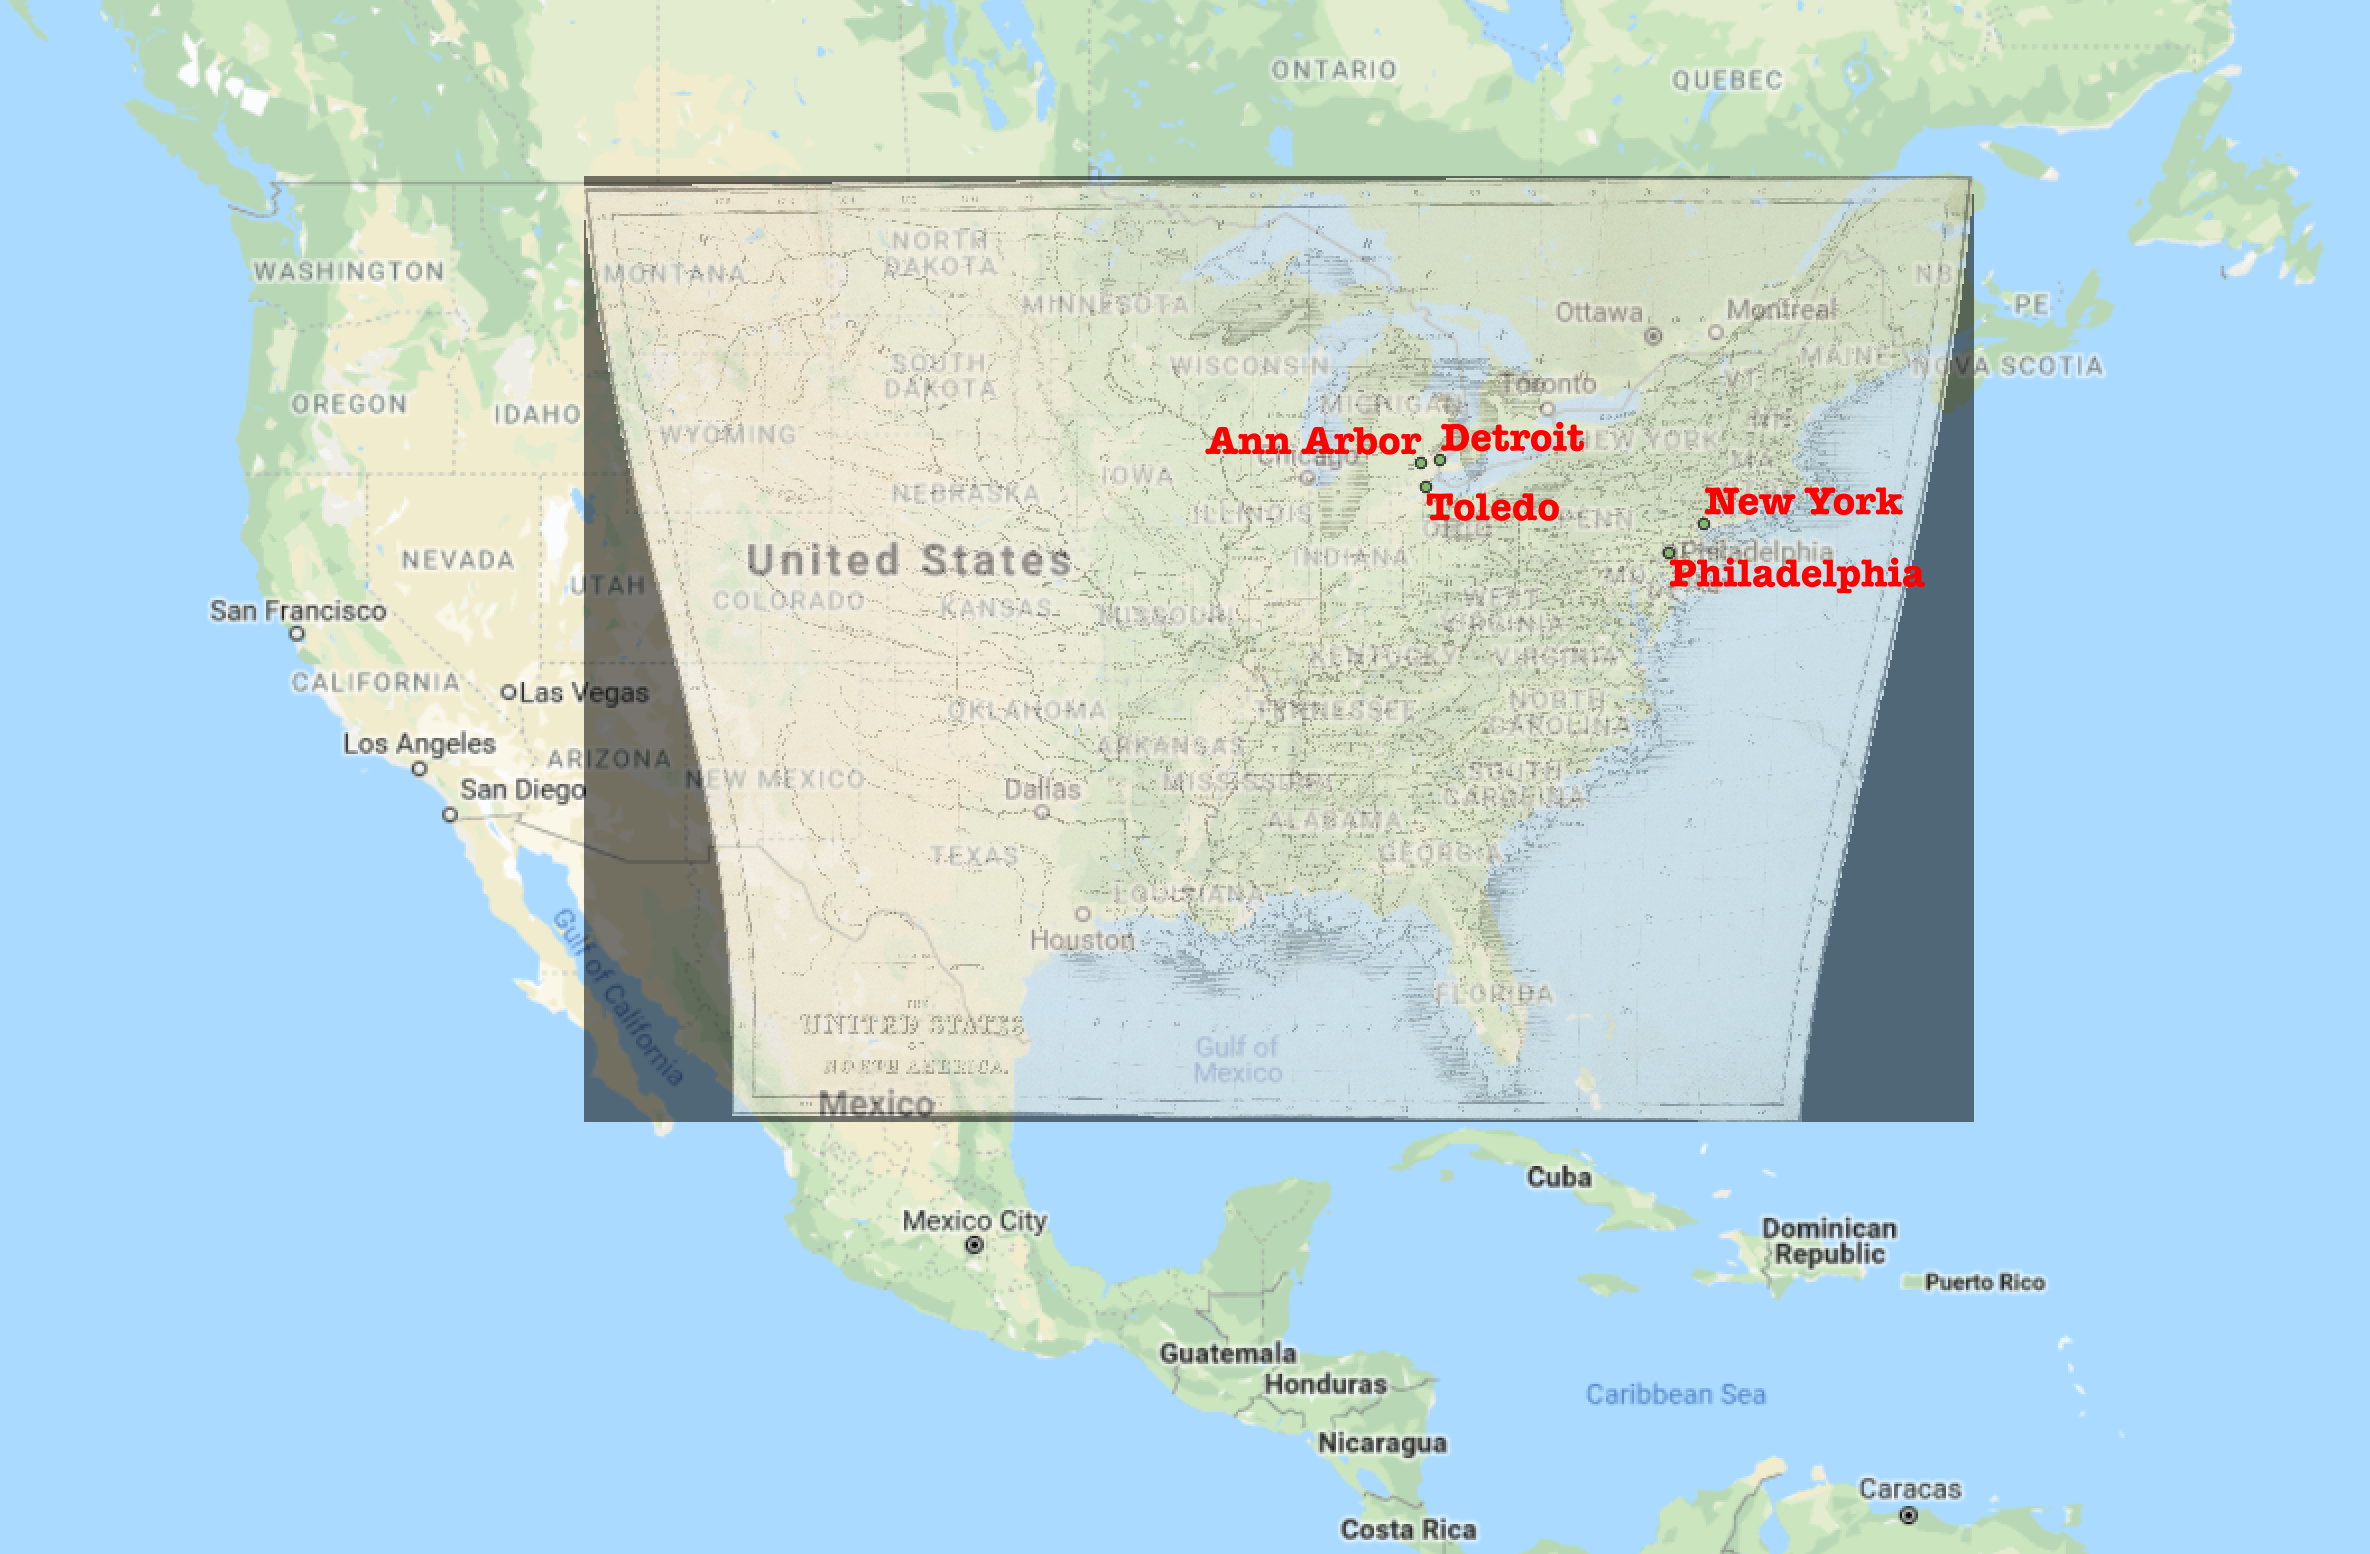 ONTARIO
QUEBEC
NORTH
DAKOTA
WASHINGTON
MONTANA
NB
MINNESOTA
PE
Ottawa
Montreal
MAINE
SOUTH
DAKOTA
WISCONSIN
NOVA SCOTIA
VT
Toronto
OREGON
IDAHO
MICHIGAN
NH
WYOMING
Ann Arbor
Detroit
NEW YORK
Chicago
MA
IOWA
NEBRASKA
New York
Toledo
ILLINOIS
PENN
OHIO
NEVADA
United States
INDIANA
Philadelphia
Philadelphia
UTAH
COLORADO
KANSAS
MISSOURI
WEST
VIRGINIA
San Francisco
KENTUCKY
VIRGINIA
CALIFORNIA
Las Vegas
OKLAHOMA
TENNESSEE
NORTH
CAROLINA
Los Angeles
ARIZONA
ARKANSAS
NEW MEXICO
MISSISSIPPI
SOUTH
CAROLINA
San Diego
Dallas
ALABAMA
TEXAS
GEORGIA
LOUISIANA
Houston
Gulf of California
FLORIDA
THE
UNITED STATES
OF
NORTH AMERICA.
Gulf of
Mexico
Mexico
Cuba
Mexico City
Dominican
Republic
Puerto Rico
Guatemala
Honduras
Caribbean Sea
Nicaragua
Caracas
Costa Rica